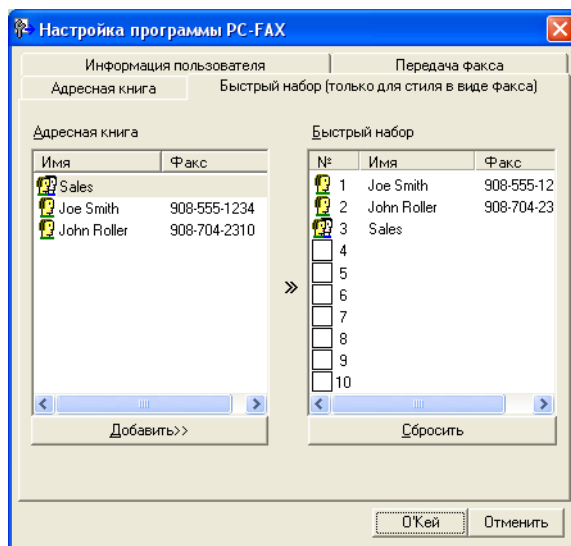 Настройка программы PC-FAX
Информация пользователя Передача факса
Адресная книга Быстрый набор (только для стиля в виде факса)
Адресная книга Быстрый набор
Имя Факс № Имя Факс
Sales 1 Joe Smith 908-555-12
Joe Smith 908-555-1234 2 John Roller 908-704-23
John Roller 908-704-2310 3 Sales
4
5
6
7
8
9
10
Добавить>> Сбросить
О'Кей Отменить